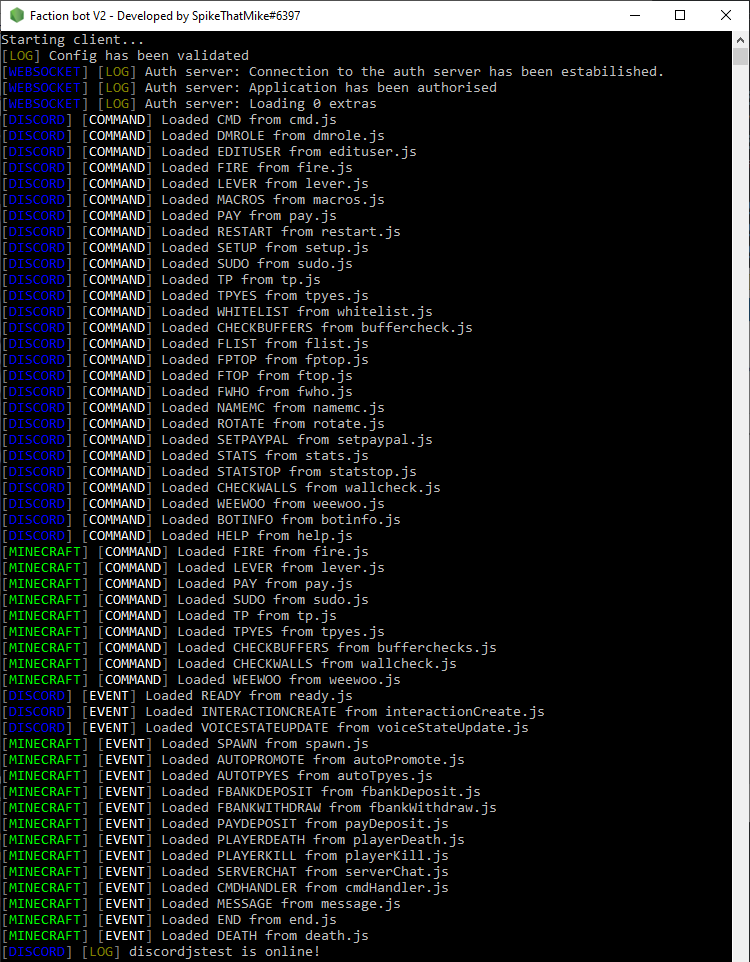 Faction bot V2 - Developed by SpikeThatMike#6397
Starting client...
[LOG] Config has been validated
[WEBSOCKET] [LOG] Auth server: Connection to the auth server has been estabilished.
[WEBSOCKET] [LOG] Auth server: Application has been authorised
[WEBSOCKET] [LOG] Auth server: Loading 0 extras
[DISCORD] [COMMAND] Loaded CMD from cmd.js
[DISCORD] [COMMAND] Loaded DMROLE from dmrole.js
[DISCORD] [COMMAND] Loaded EDITUSER from edituser.js
[DISCORD] [COMMAND] Loaded FIRE from fire.js
[DISCORD] [COMMAND] Loaded LEVER from lever.js
[DISCORD] [COMMAND] Loaded MACROS from macros.js
[DISCORD] [COMMAND] Loaded PAY from pay.js
[DISCORD] [COMMAND] Loaded RESTART from restart.js
[DISCORD] [COMMAND] Loaded SETUP from setup.js
[DISCORD] [COMMAND] Loaded SUDO from sudo.js
[DISCORD] [COMMAND] Loaded TP from tp.js
[DISCORD] [COMMAND] Loaded TPYES from tpyes.js
[DISCORD] [COMMAND] Loaded WHITELIST from whitelist.js
[DISCORD] [COMMAND] Loaded CHECKBUFFERS from buffercheck.js
[DISCORD] [COMMAND] Loaded FLIST from flist.js
[DISCORD] [COMMAND] Loaded FPTOP from fptop.js
[DISCORD] [COMMAND] Loaded FTOP from ftop.js
[DISCORD] [COMMAND] Loaded FWHO from fwho.js
[DISCORD] [COMMAND] Loaded NAMEMC from namemc.js
[DISCORD] [COMMAND] Loaded ROTATE from rotate.js
[DISCORD] [COMMAND] Loaded SETPAYPAL from setpaypal.js
[DISCORD] [COMMAND] Loaded STATS from stats.js
[DISCORD] [COMMAND] Loaded STATSTOP from statstop.js
[DISCORD] [COMMAND] Loaded CHECKWALLS from wallcheck.js
[DISCORD] [COMMAND] Loaded WEEWOO from weewoo.js
[DISCORD] [COMMAND] Loaded BOTINFO from botinfo.js
[DISCORD] [COMMAND] Loaded HELP from help.js
[MINECRAFT] [COMMAND] Loaded FIRE from fire.js
[MINECRAFT] [COMMAND] Loaded LEVER from lever.js
[MINECRAFT] [COMMAND] Loaded PAY from pay.js
[MINECRAFT] [COMMAND] Loaded SUDO from sudo.js
[MINECRAFT] [COMMAND] Loaded TP from tp.js
[MINECRAFT] [COMMAND] Loaded TPYES from tpyes.js
[MINECRAFT] [COMMAND] Loaded CHECKBUFFERS from bufferchecks.js
[MINECRAFT] [COMMAND] Loaded CHECKWALLS from wallcheck.js
[MINECRAFT] [COMMAND] Loaded WEEWOO from weewoo.js
[DISCORD] [EVENT] Loaded READY from ready.js
[DISCORD] [EVENT] Loaded INTERACTIONCREATE from interactionCreate.js
[DISCORD] [EVENT] Loaded VOICESTATEUPDATE from voiceStateUpdate.js
[MINECRAFT] [EVENT] Loaded SPAWN from spawn.js
[MINECRAFT] [EVENT] Loaded AUTOPROMOTE from autoPromote.js
[MINECRAFT] [EVENT] Loaded AUTOTPYES from autoTpyes.js
[MINECRAFT] [EVENT] Loaded FBANKDEPOSIT from fbankDeposit.js
[MINECRAFT] [EVENT] Loaded FBANKWITHDRAW from fbankWithdraw.js
[MINECRAFT] [EVENT] Loaded PAYDEPOSIT from payDeposit.js
[MINECRAFT] [EVENT] Loaded PLAYERDEATH from playerDeath.js
[MINECRAFT] [EVENT] Loaded PLAYERKILL from playerKill.js
[MINECRAFT] [EVENT] Loaded SERVERCHAT from serverChat.js
[MINECRAFT] [EVENT] Loaded CMDHANDLER from cmdHandler.js
[MINECRAFT] [EVENT] Loaded MESSAGE from message.js
[MINECRAFT] [EVENT] Loaded END from end.js
[MINECRAFT] [EVENT] Loaded DEATH from death.js
[DISCORD] [LOG] discordjstest is online!